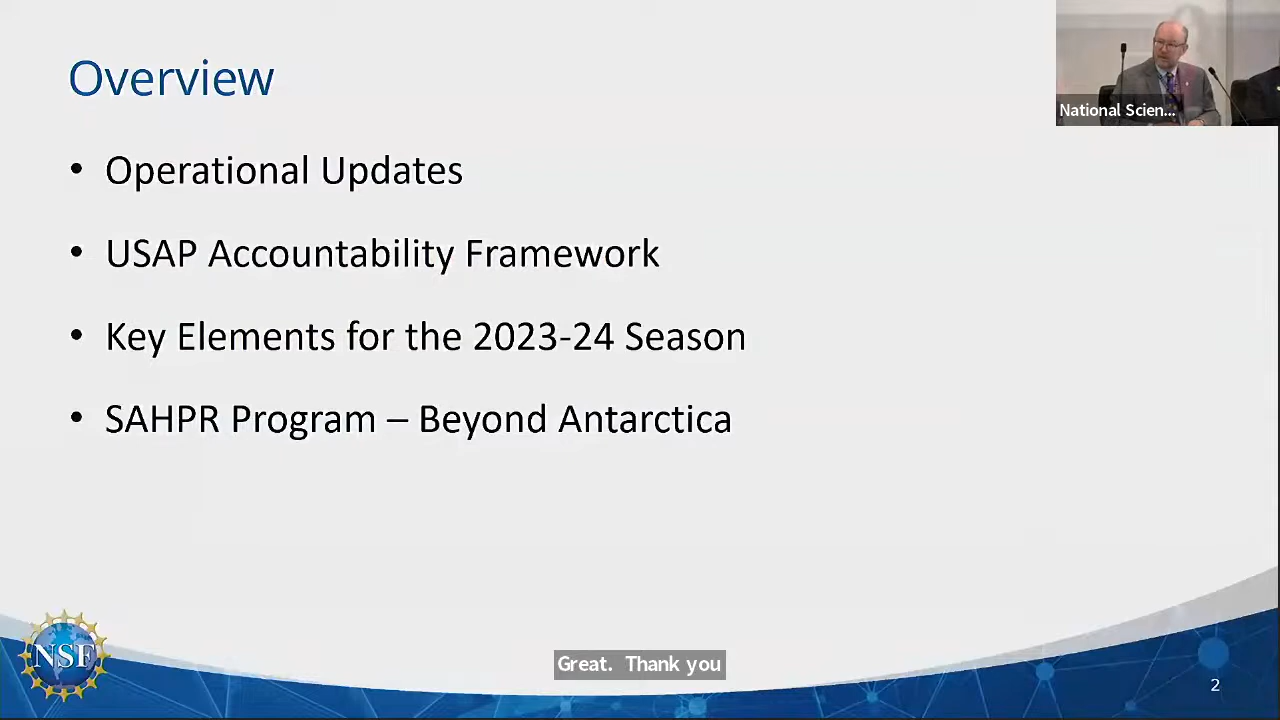 Overview
National Scien...
• Operational Updates
• USAP Accountability Framework
• Key Elements for the 2023-24 Season
• SAHPR Program – Beyond Antarctica
NSF
Great. Thank you
2